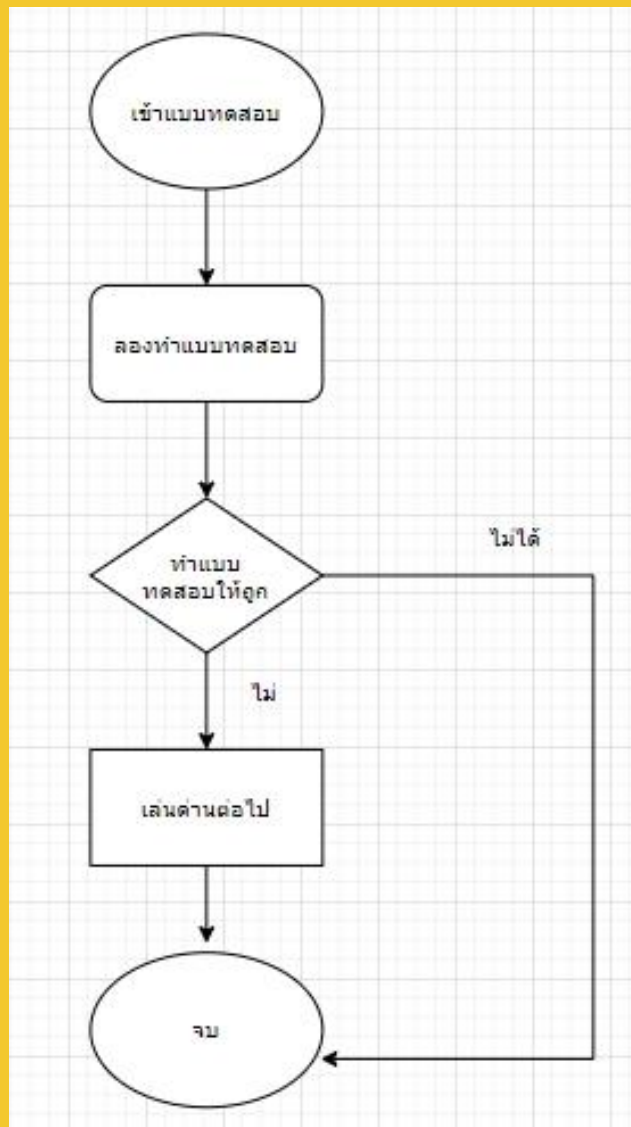 เข้าแบบทดสอบ
ลองทำแบบทดสอบ
ทำแบบ
ทดสอบให้ถูก
ไม่ได้
ไม่
เล่นด่านต่อไป
จบ